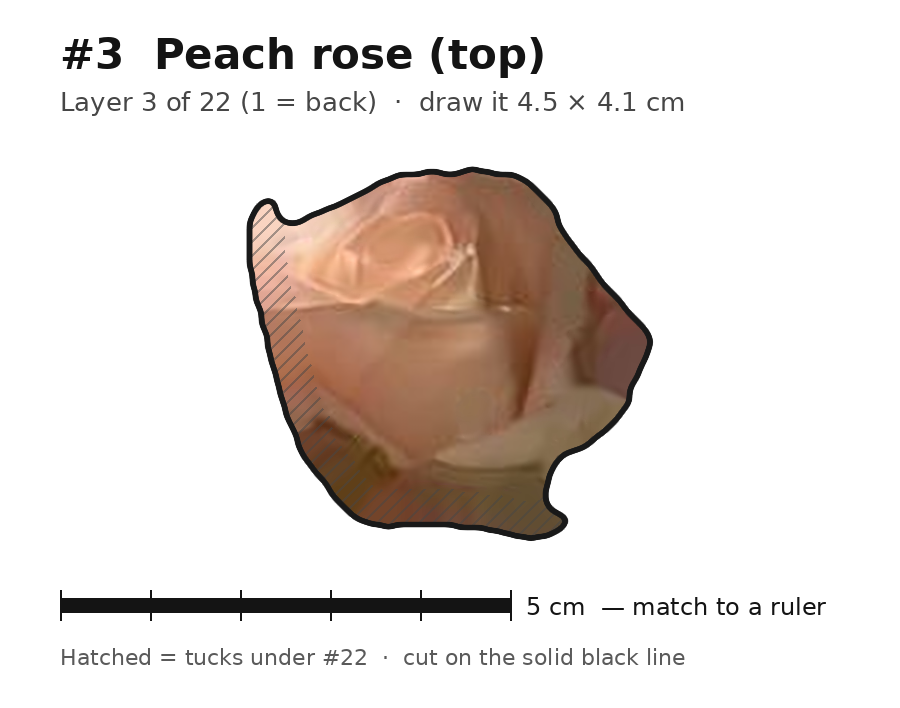 #3 Peach rose (top)
Layer 3 of 22 (1 = back) · draw it 4.5 × 4.1 cm
5 cm — match to a ruler
Hatched = tucks under #22 · cut on the solid black line